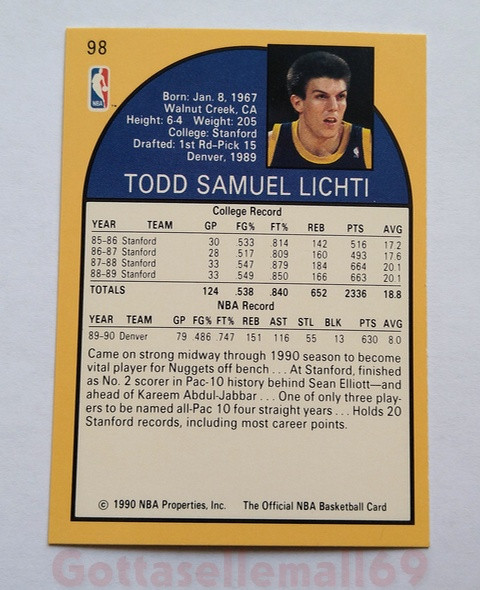 98
NBA
Born: Jan. 8, 1967
Walnut Creek, CA
Height: 6-4 Weight: 205
College: Stanford
Drafted: 1st Rd-Pick 15
Denver, 1989
TODD SAMUEL LICHTI
College Record
YEAR TEAM GP FG% FT% REB PTS AVG
85-86 Stanford 30 .533 .814 142 516 17.2
86-87 Stanford 28 .517 .809 160 493 17.6
87-88 Stanford 33 .547 .879 184 664 20.1
88-89 Stanford 33 .549 .850 166 663 20.1
TOTALS 124 .538 .840 652 2336 18.8
NBA Record
YEAR TEAM GP FG% FT% REB AST STL BLK PTS AVG
89-90 Denver 79 .486 .747 151 116 55 13 630 8.0
Came on strong midway through 1990 season to become
vital player for Nuggets off bench . . . At Stanford, finished
as No. 2 scorer in Pac-10 history behind Sean Elliott—and
ahead of Kareem Abdul-Jabbar . . . One of only three play-
ers to be named all-Pac 10 four straight years . . . Holds 20
Stanford records, including most career points.
© 1990 NBA Properties, Inc. The Official NBA Basketball Card
Gottasellemall69